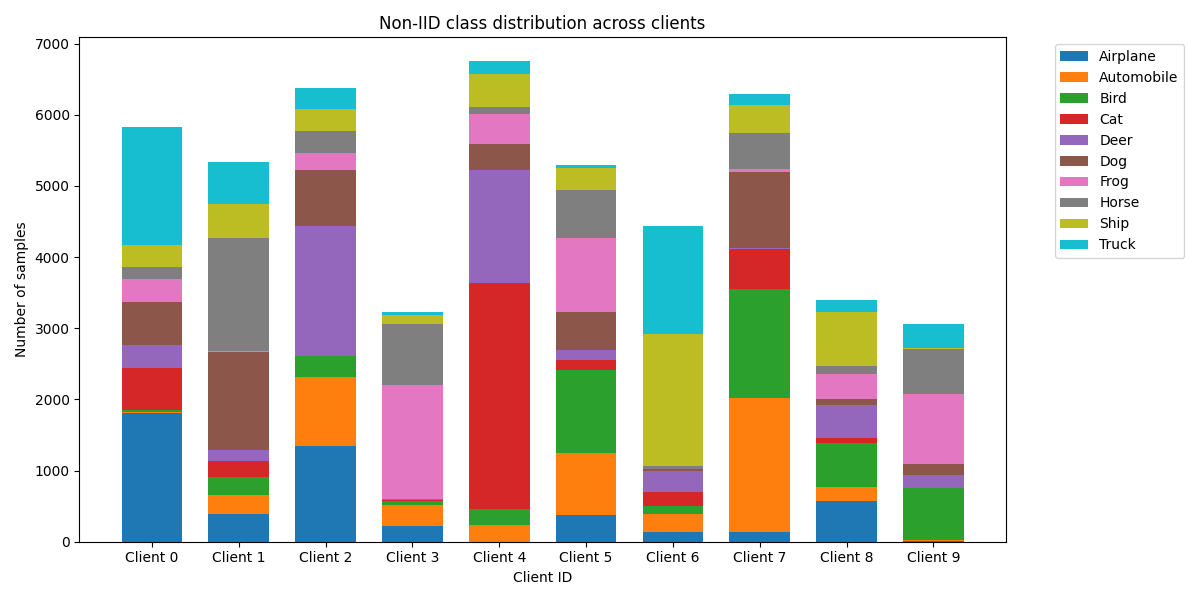 Non-IID class distribution across clients
7000
6000
5000
4000
3000
2000
1000
0
Number of samples
Client 0 Client 1 Client 2 Client 3 Client 4 Client 5 Client 6 Client 7 Client 8 Client 9
Client ID
Airplane
Automobile
Bird
Cat
Deer
Dog
Frog
Horse
Ship
Truck